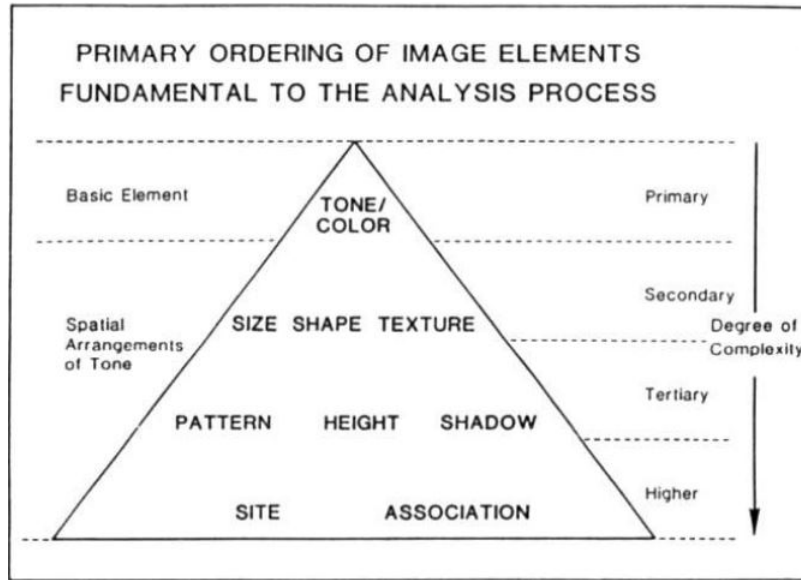 PRIMARY ORDERING OF IMAGE ELEMENTS
FUNDAMENTAL TO THE ANALYSIS PROCESS
Basic Element
TONE/
COLOR
Primary
Spatial
Arrangements
of Tone
SIZE SHAPE TEXTURE
Secondary
Degree of
Complexity
PATTERN HEIGHT SHADOW
Tertiary
SITE ASSOCIATION
Higher